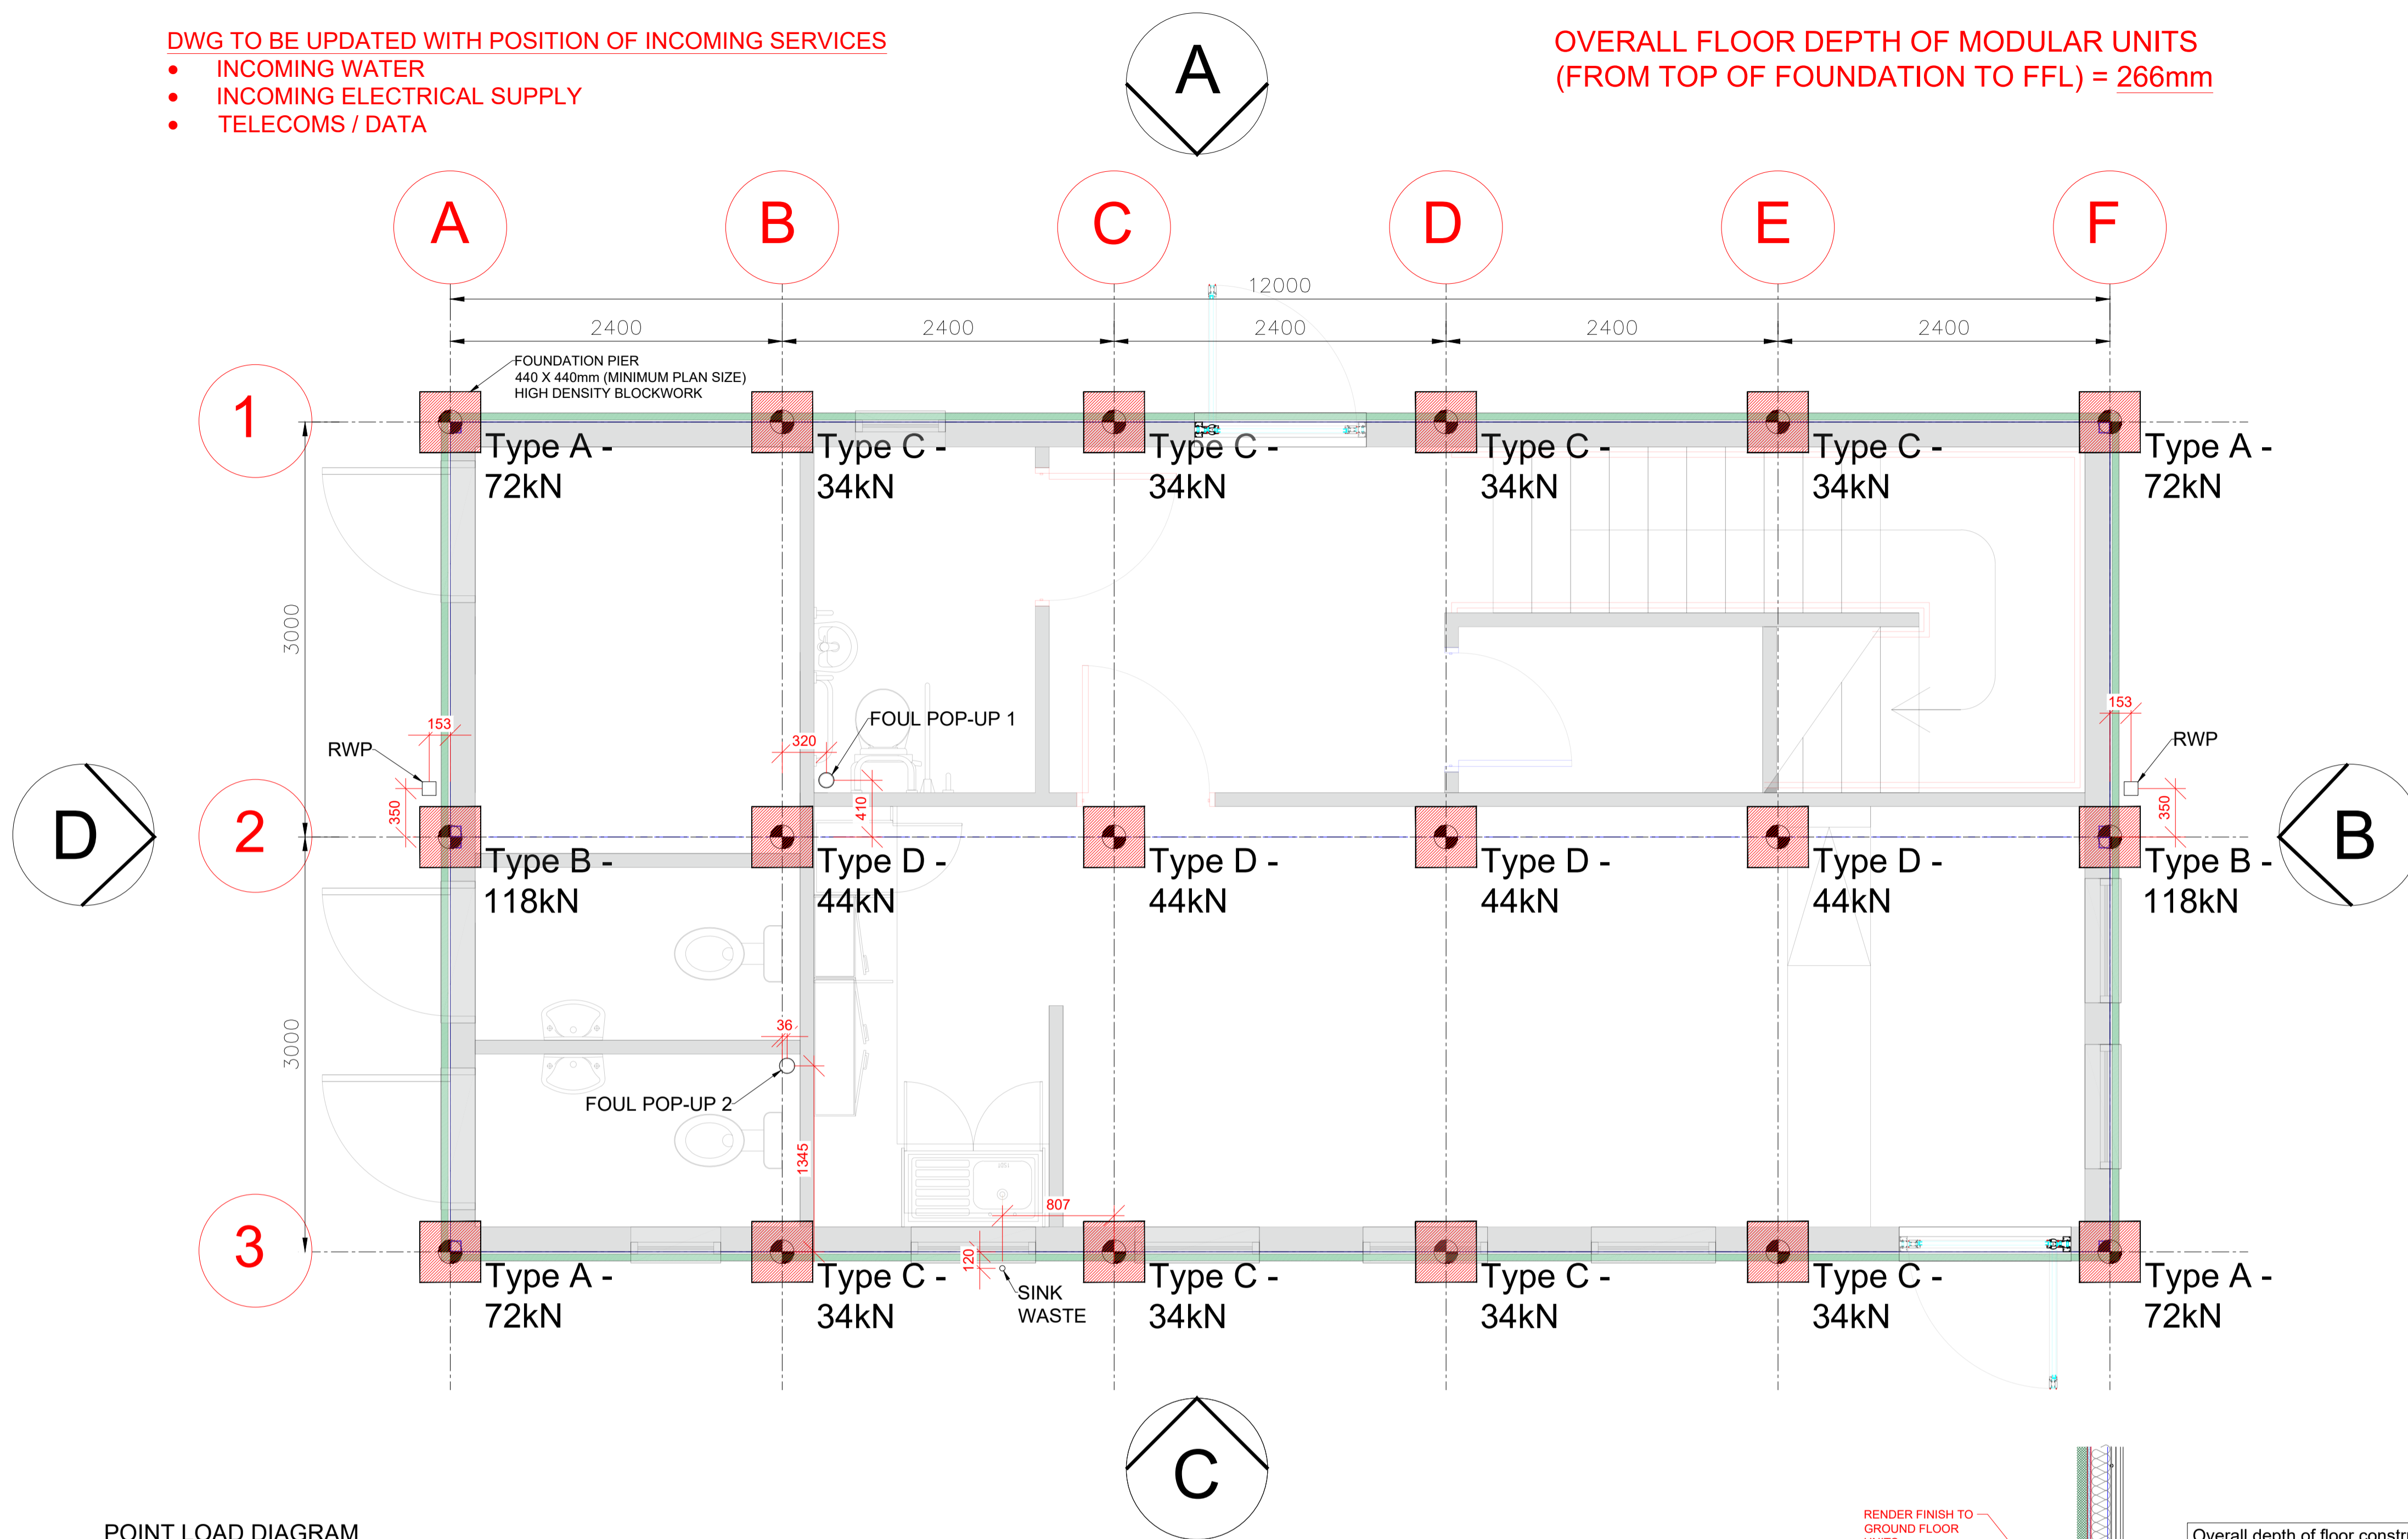 DWG TO BE UPDATED WITH POSITION OF INCOMING SERVICES
• INCOMING WATER
• INCOMING ELECTRICAL SUPPLY
• TELECOMS / DATA
A
OVERALL FLOOR DEPTH OF MODULAR UNITS
(FROM TOP OF FOUNDATION TO FFL) = 266mm
A
B
C
D
E
F
12000
2400
2400
2400
2400
2400
FOUNDATION PIER
440 X 440mm (MINIMUM PLAN SIZE)
HIGH DENSITY BLOCKWORK
1
Type A -
72kN
Type C -
34kN
Type C -
34kN
Type C -
34kN
Type C -
34kN
Type A -
72kN
3000
153
RWP
350
320
FOUL POP-UP 1
410
153
RWP
350
D
2
B
Type B -
118kN
Type D -
44kN
Type D -
44kN
Type D -
44kN
Type D -
44kN
Type B -
118kN
3000
36
FOUL POP-UP 2
1345
807
120
SINK
WASTE
3
Type A -
72kN
Type C -
34kN
Type C -
34kN
Type C -
34kN
Type C -
34kN
Type A -
72kN
C
POINT LOAD DIAGRAM
RENDER FINISH TO
GROUND FLOOR
Overall depth of floor